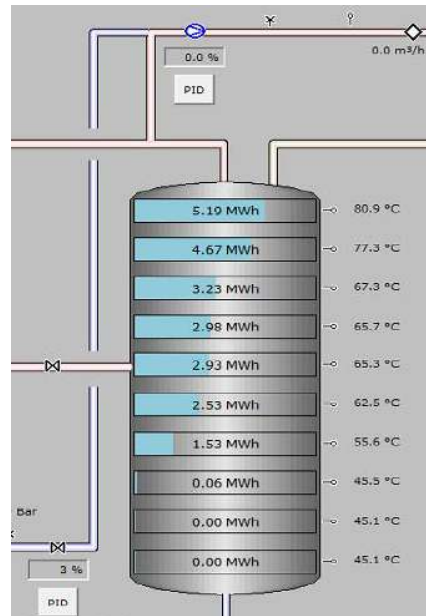 0.0 %
0.0 m³/h
PID
5.19 MWh 80.9 °C
4.67 MWh 77.3 °C
3.23 MWh 67.3 °C
2.98 MWh 65.7 °C
2.93 MWh 65.3 °C
2.53 MWh 62.5 °C
1.53 MWh 55.6 °C
0.06 MWh 45.5 °C
Bar
0.00 MWh 45.1 °C
0.00 MWh 45.1 °C
3 %
PID